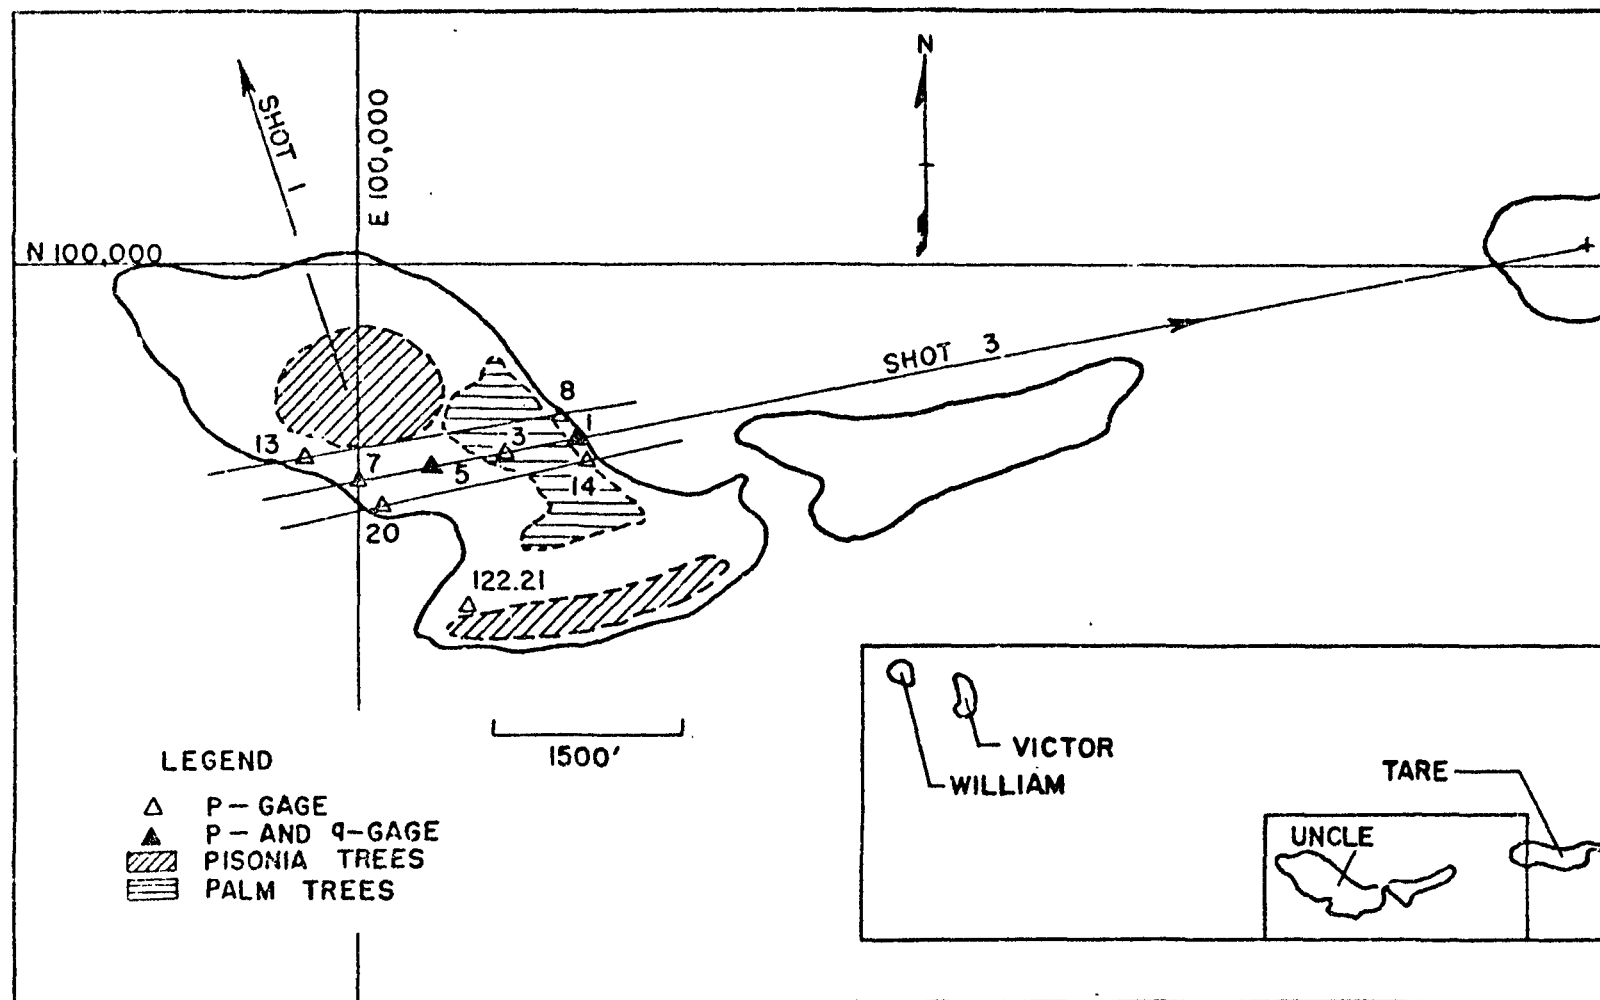 N
SHOT 1
E 100,000
N 100,000
SHOT 3
8
1
13
3
7
5
14
20
122.21
1500'
VICTOR
WILLIAM
TARE
UNCLE
LEGEND
P-GAGE
P-AND q-GAGE
PISONIA TREES
PALM TREES